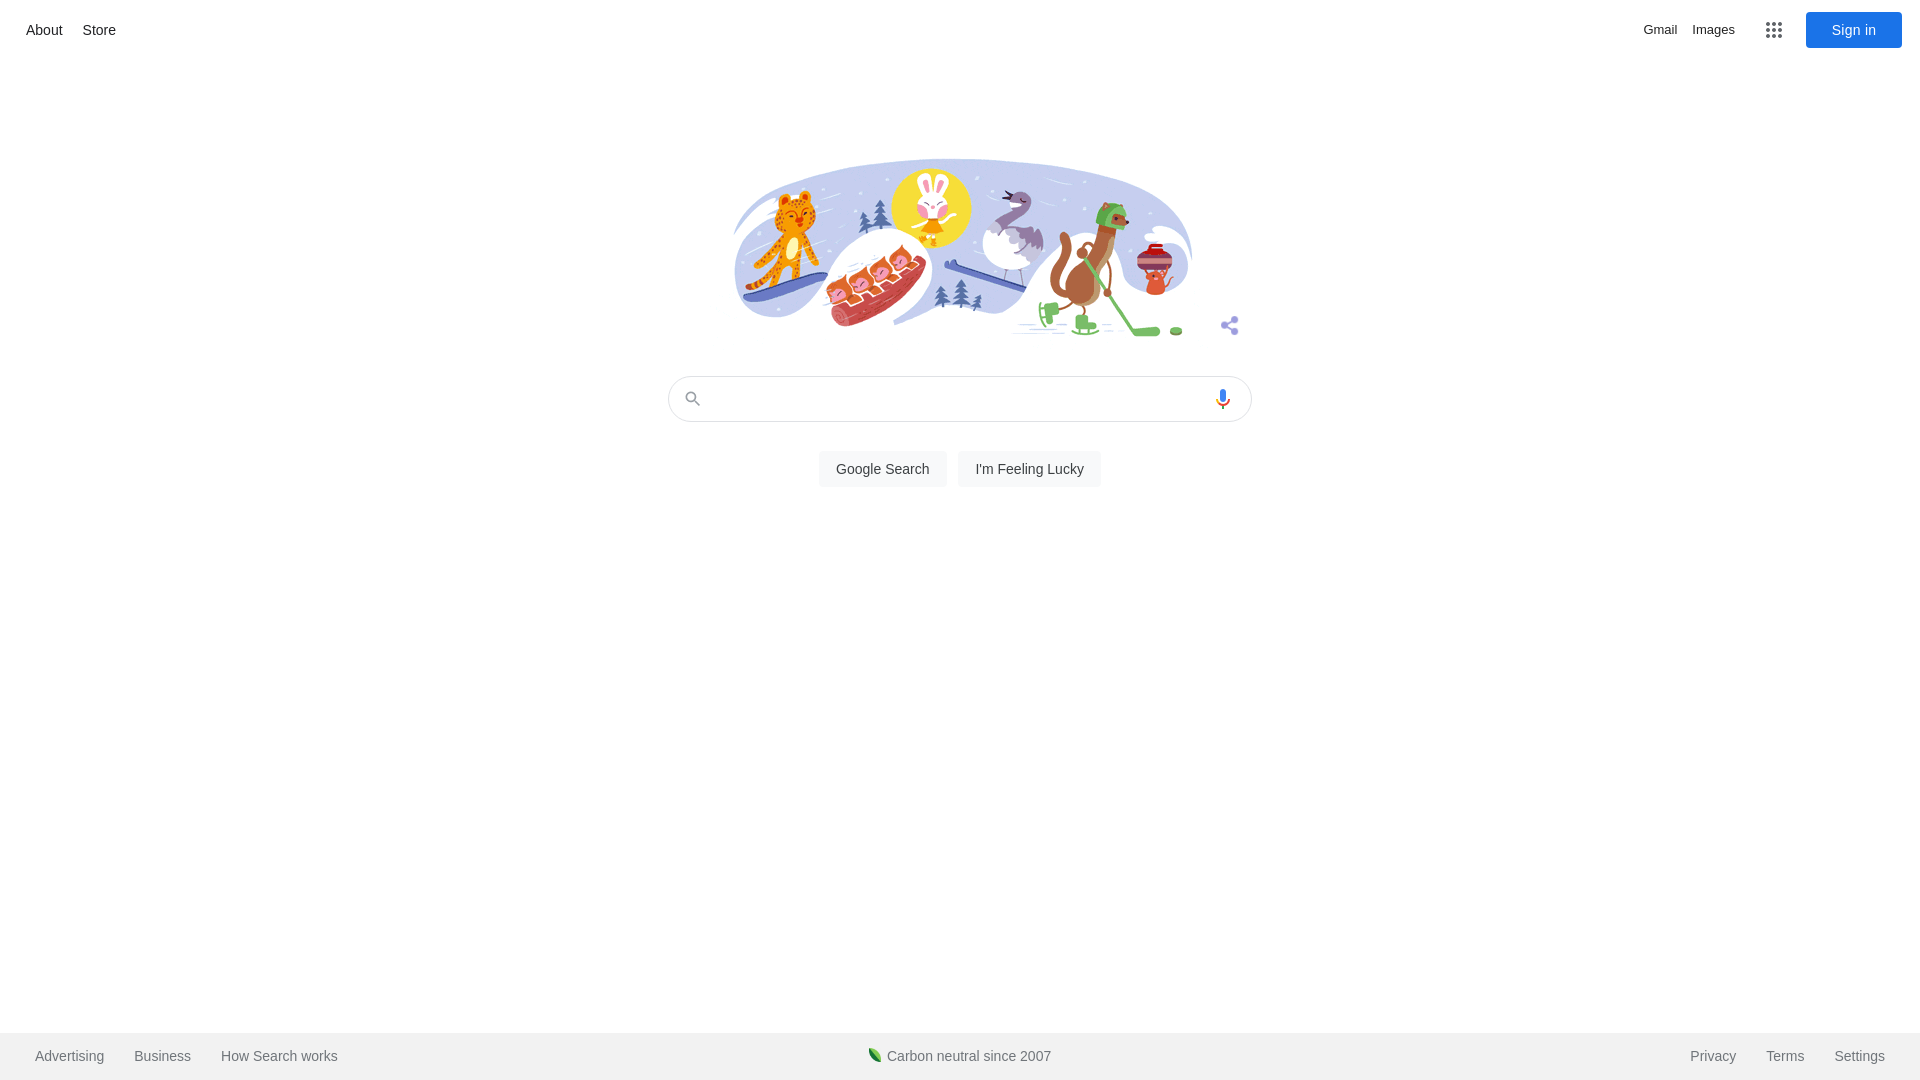 About Store Gmail Images Sign in
Google Search I'm Feeling Lucky
Advertising Business How Search works Carbon neutral since 2007 Privacy Terms Settings